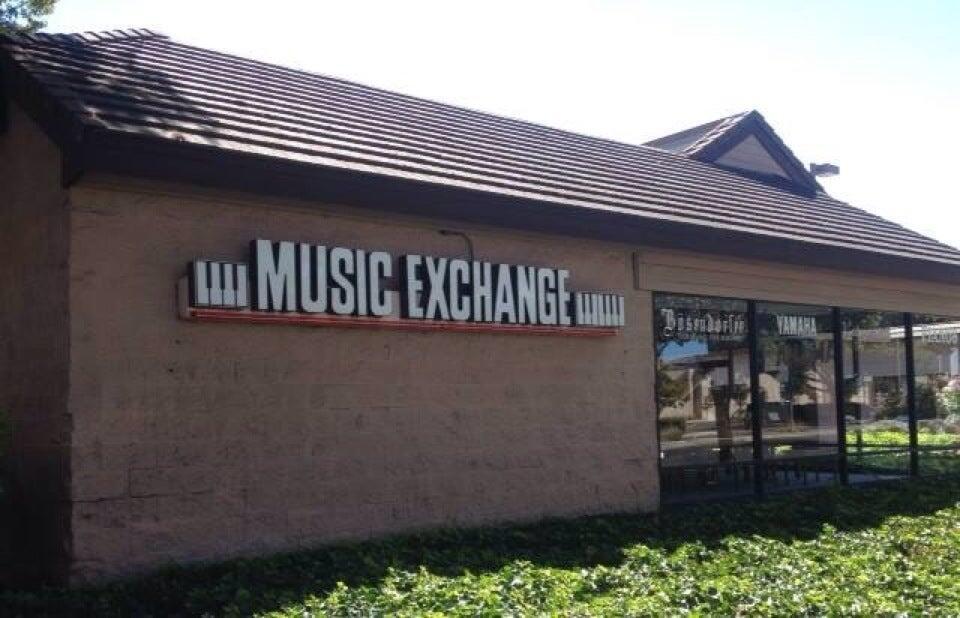 MUSIC EXCHANGE
Bösendorfer
YAMAHA